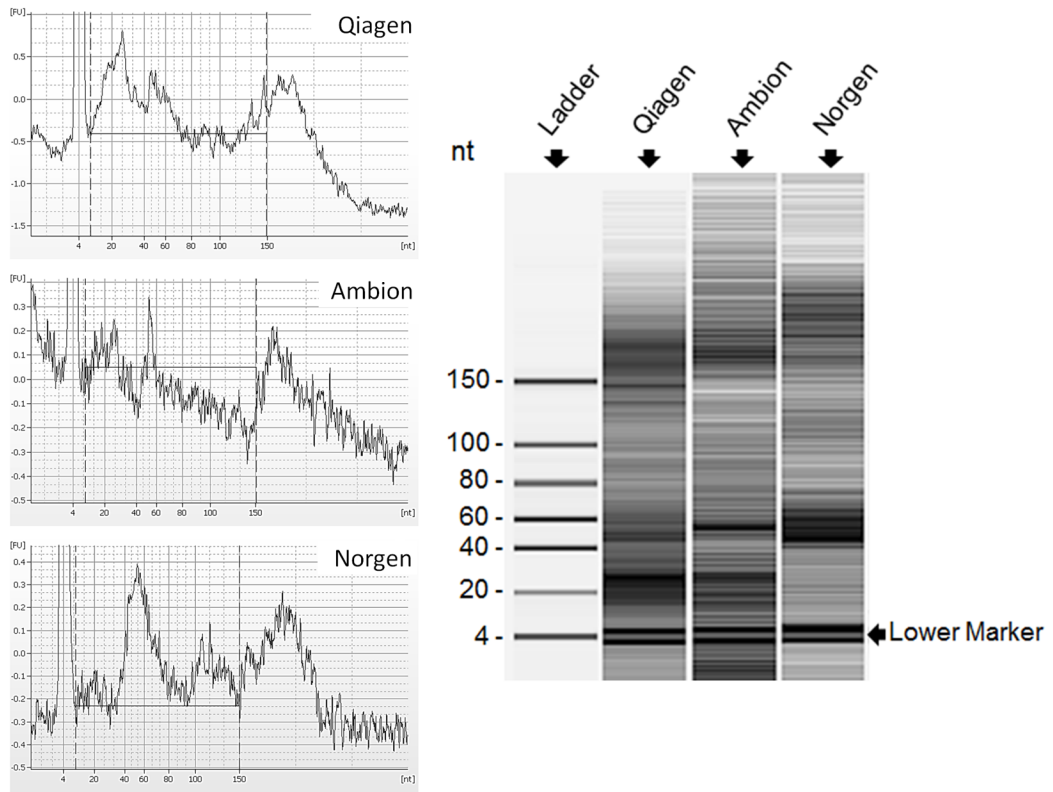 [FU]
Qiagen
0.5
0.0
-0.5
-1.0
-1.5
4 20 40 60 80 100 150 [nt]
[FU]
Ambion
0.3
0.2
0.1
0.0
-0.1
-0.2
-0.3
-0.4
-0.5
4 20 40 60 80 100 150 [nt]
[FU]
Norgen
0.4
0.3
0.2
0.1
0.0
-0.1
-0.2
-0.3
-0.4
-0.5
4 20 40 60 80 100 150 [nt]
nt
Ladder
Qiagen
Ambion
Norgen
150 -
100 -
80 -
60 -
40 -
20 -
4 -
Lower Marker